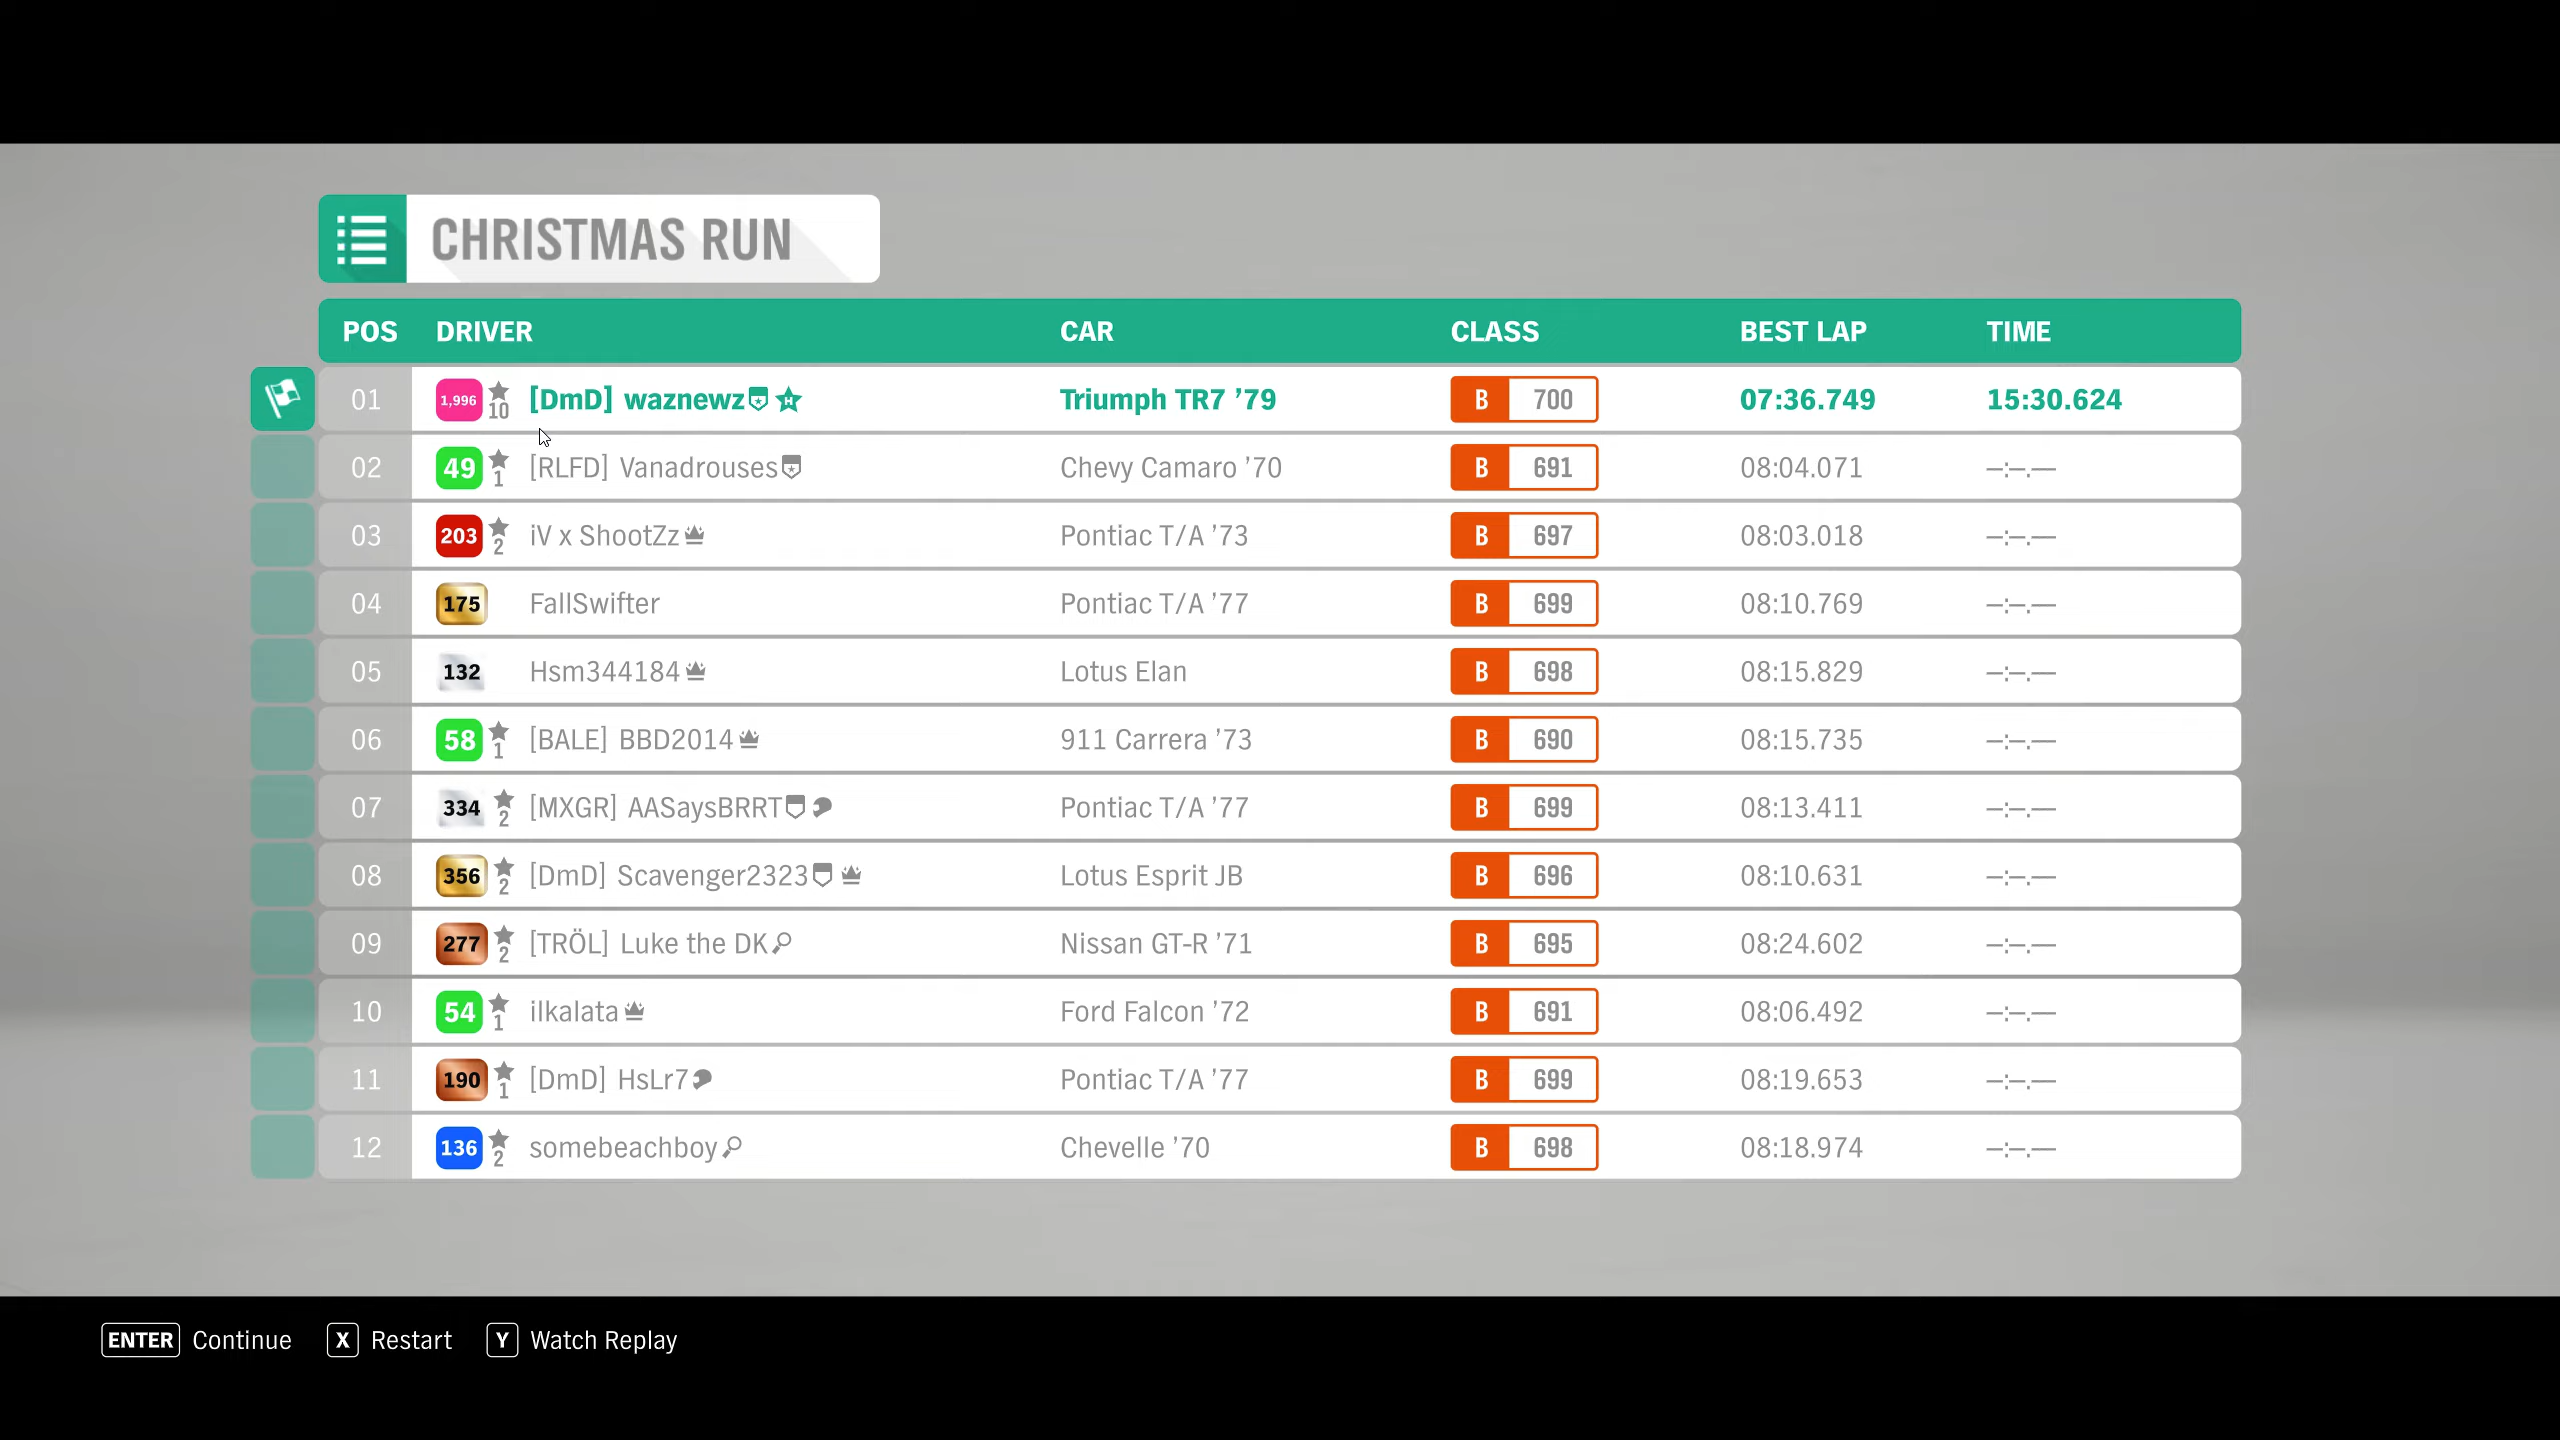 CHRISTMAS RUN
POS DRIVER CAR CLASS BEST LAP TIME
01 1,996 10 [DmD] waznewz Triumph TR7 ’79 B 700 07:36.749 15:30.624
02 49 1 [RLFD] Vanadrouses Chevy Camaro ’70 B 691 08:04.071 –:–.––
03 203 2 iV x ShootZz Pontiac T/A ’73 B 697 08:03.018 –:–.––
04 175 FallSwifter Pontiac T/A ’77 B 699 08:10.769 –:–.––
05 132 Hsm344184 Lotus Elan B 698 08:15.829 –:–.––
06 58 1 [BALE] BBD2014 911 Carrera ’73 B 690 08:15.735 –:–.––
07 334 2 [MXGR] AASaysBRRT Pontiac T/A ’77 B 699 08:13.411 –:–.––
08 356 2 [DmD] Scavenger2323 Lotus Esprit JB B 696 08:10.631 –:–.––
09 277 2 [TRÖL] Luke the DK Nissan GT-R ’71 B 695 08:24.602 –:–.––
10 54 1 ilkalata Ford Falcon ’72 B 691 08:06.492 –:–.––
11 190 1 [DmD] HsLr7 Pontiac T/A ’77 B 699 08:19.653 –:–.––
12 136 2 somebeachboy Chevelle ’70 B 698 08:18.974 –:–.––
ENTER Continue X Restart Y Watch Replay